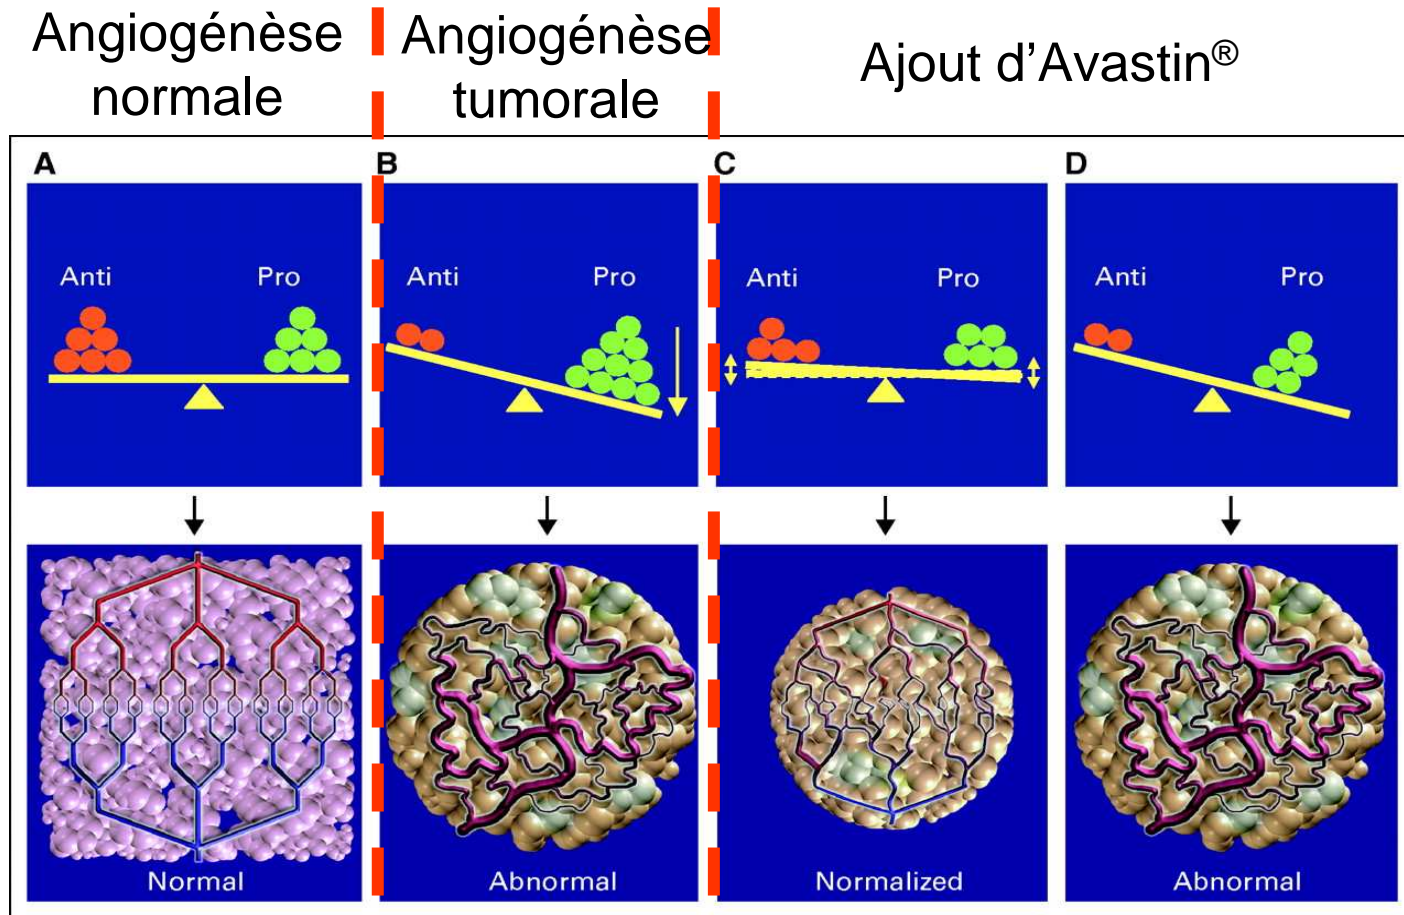 Angiogénèse
normale
Angiogénèse
tumorale
Ajout d'Avastin®
A
B
C
D
Anti
Pro
Anti
Pro
Anti
Pro
Anti
Pro
Normal
Abnormal
Normalized
Abnormal